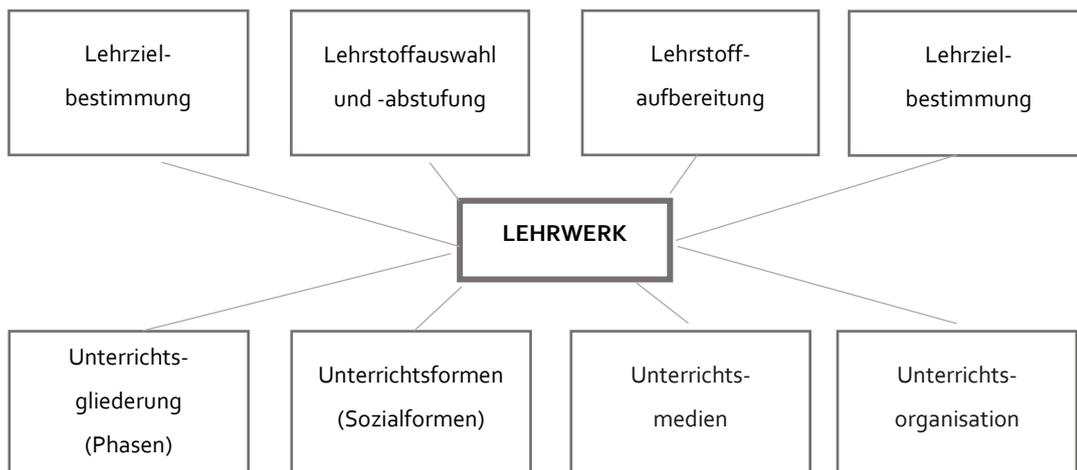 Lehrziel-
bestimmung
Lehrstoffauswahl
und -abstufung
Lehrstoff-
aufbereitung
Lehrziel-
bestimmung
LEHRWERK
Unterrichts-
gliederung
(Phasen)
Unterrichtsformen
(Sozialformen)
Unterrichts-
medien
Unterrichts-
organisation